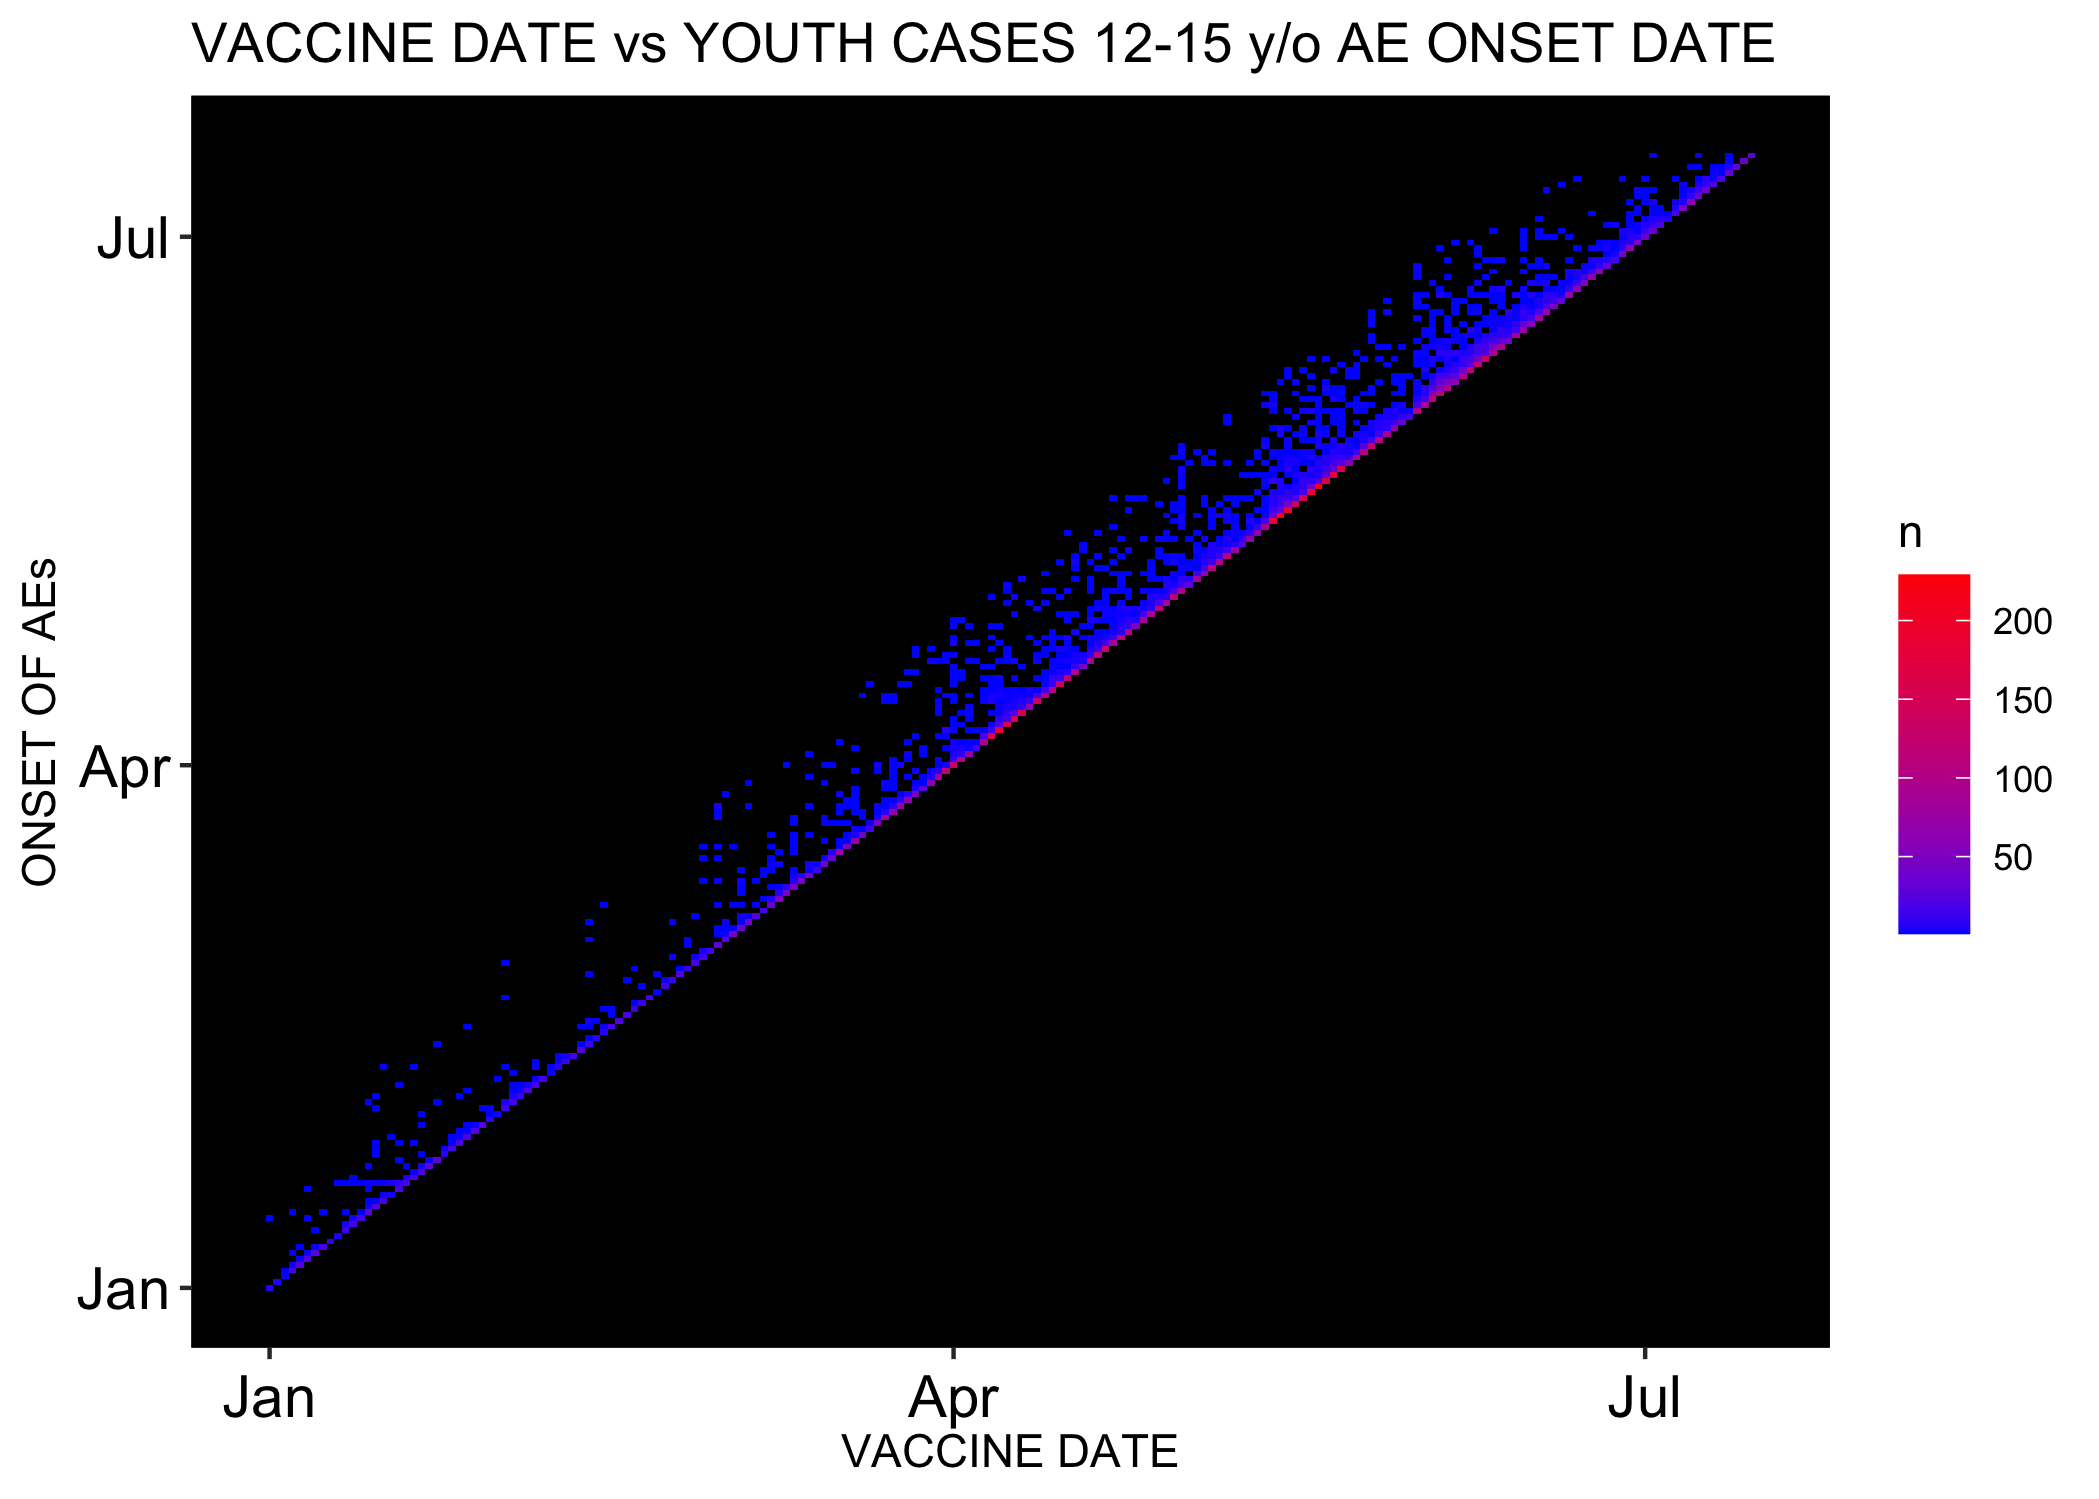 VACCINE DATE vs YOUTH CASES 12-15 y/o AE ONSET DATE
Jul
Apr
Jan
ONSET OF AEs
Jan
Apr
Jul
VACCINE DATE
n
200
150
100
50